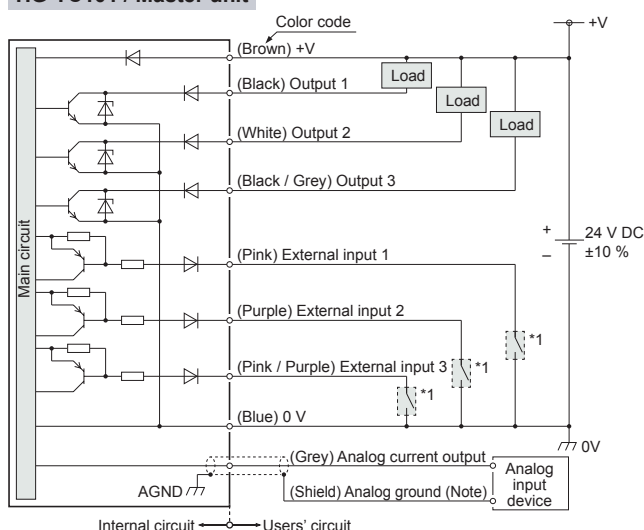 Master unit
Color code
+V
(Brown) +V
(Black) Output 1
Load
Load
(White) Output 2
Load
(Black / Grey) Output 3
Main circuit
+
24 V DC
–
±10 %
(Pink) External input 1
(Purple) External input 2
*1
(Pink / Purple) External input 3
*1
*1
(Blue) 0 V
0V
(Grey) Analog current output
Analog
input
device
AGND
(Shield) Analog ground (Note)
Internal circuit
Users' circuit